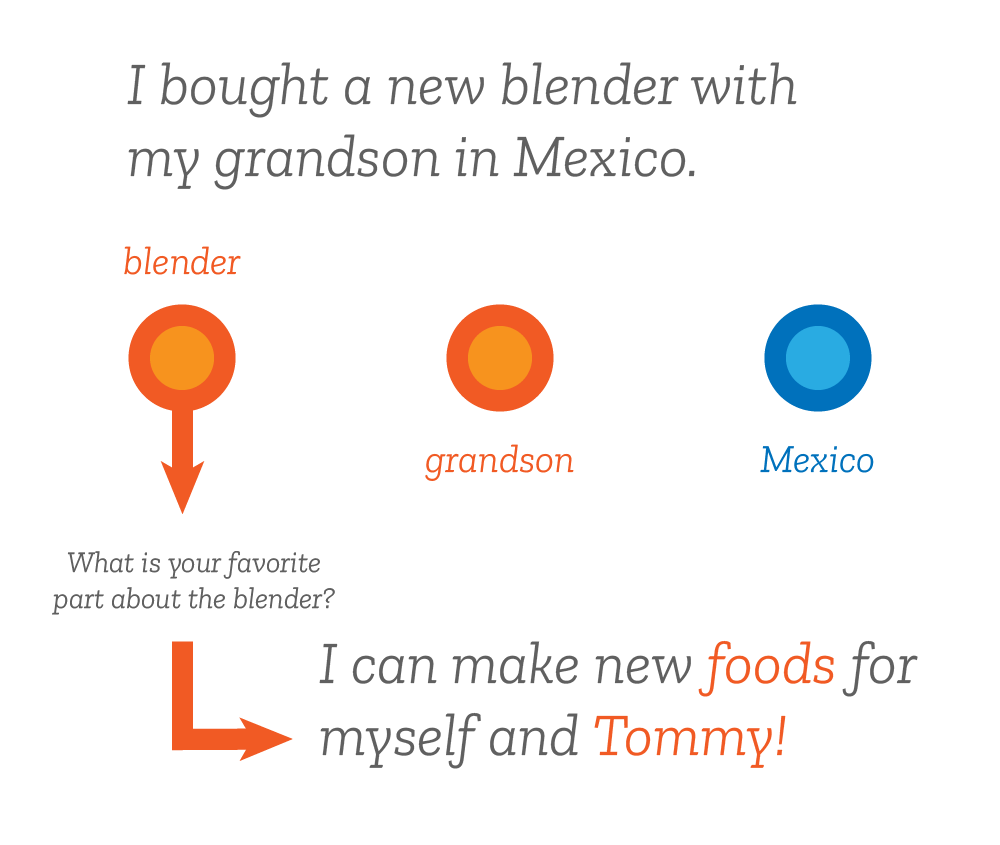 I bought a new blender with
my grandson in Mexico.
blender
grandson
Mexico
What is your favorite
part about the blender?
I can make new foods for
myself and Tommy!